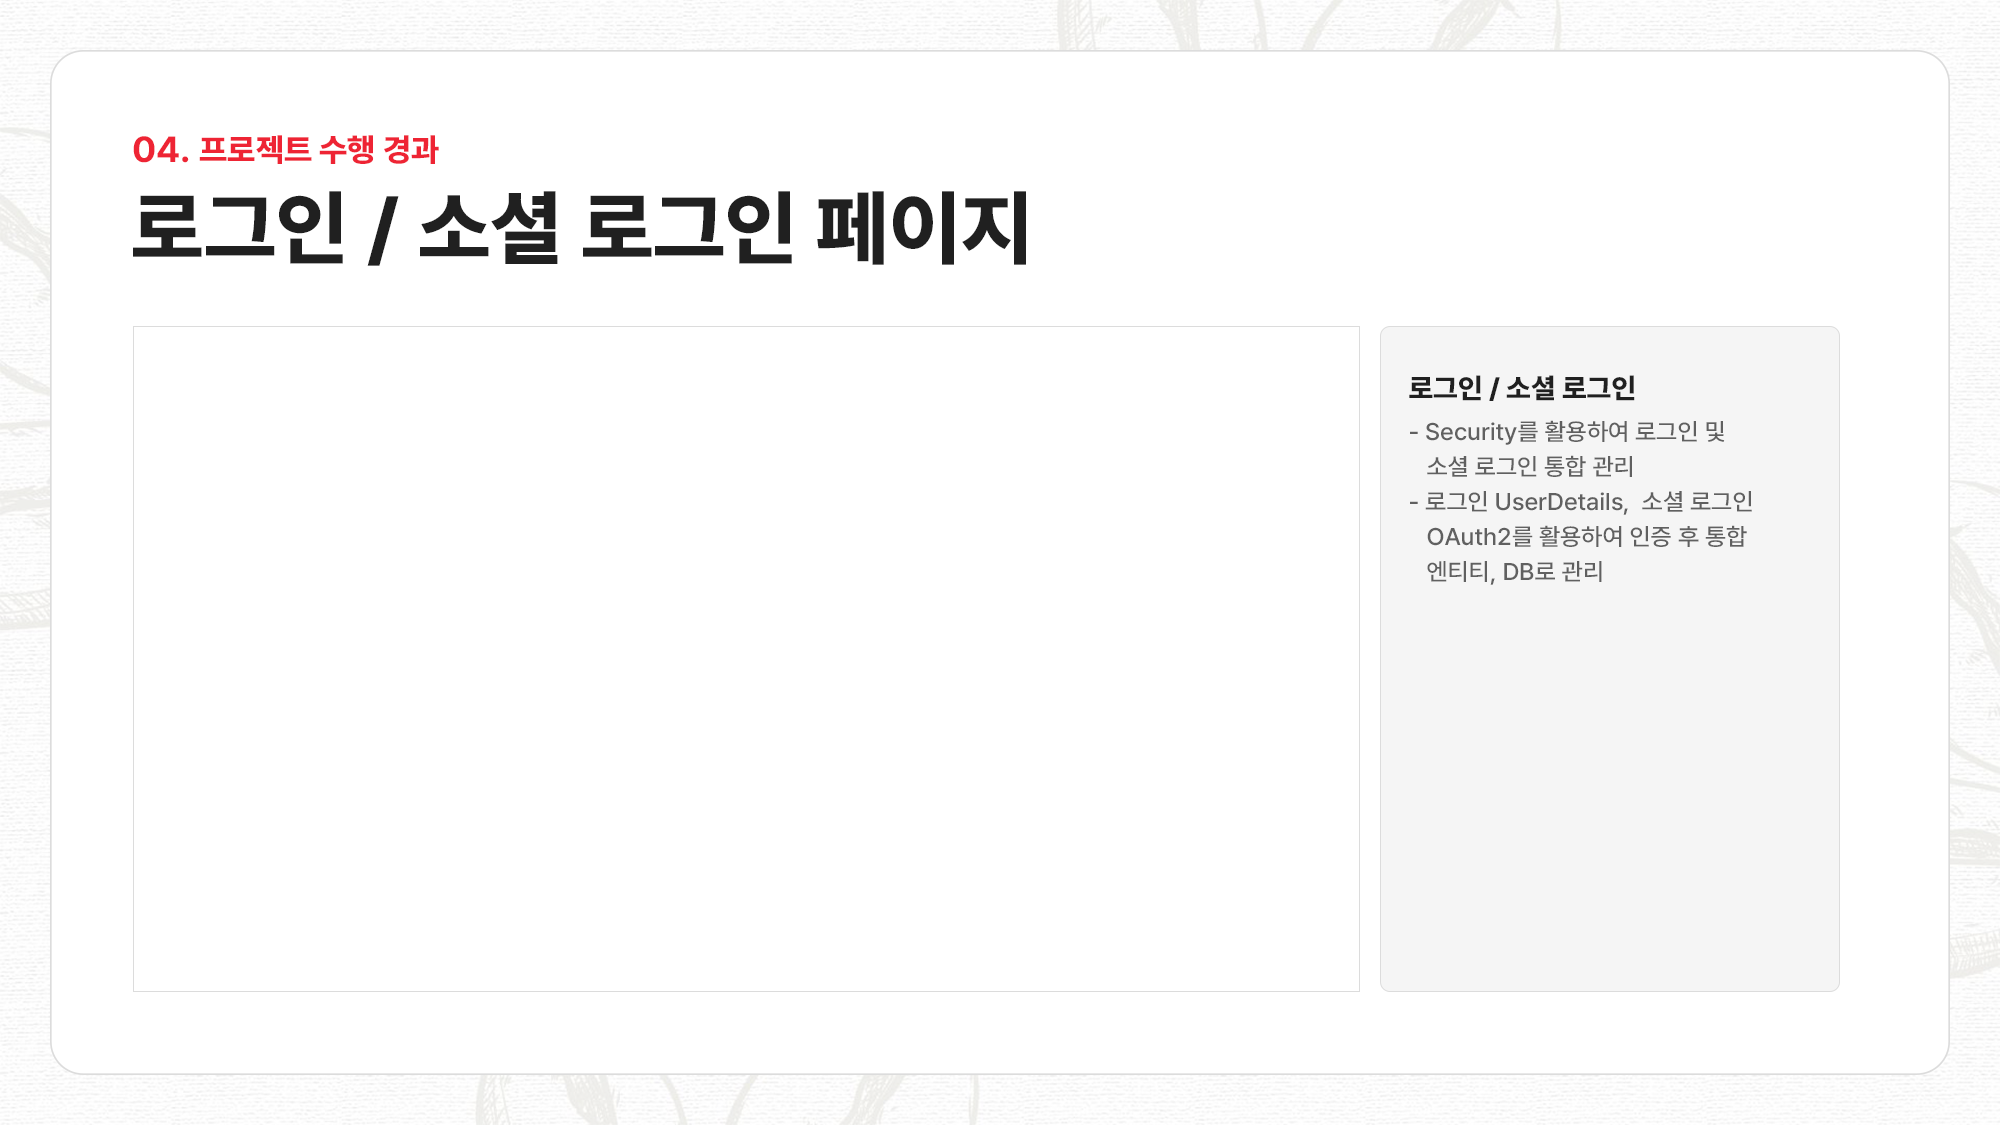 04. 프로젝트 수행 경과
로그인 / 소셜 로그인 페이지
로그인 / 소셜 로그인
- Security를 활용하여 로그인 및
소셜 로그인 통합 관리
- 로그인 UserDetails,  소셜 로그인
OAuth2를 활용하여 인증 후 통합
엔티티, DB로 관리